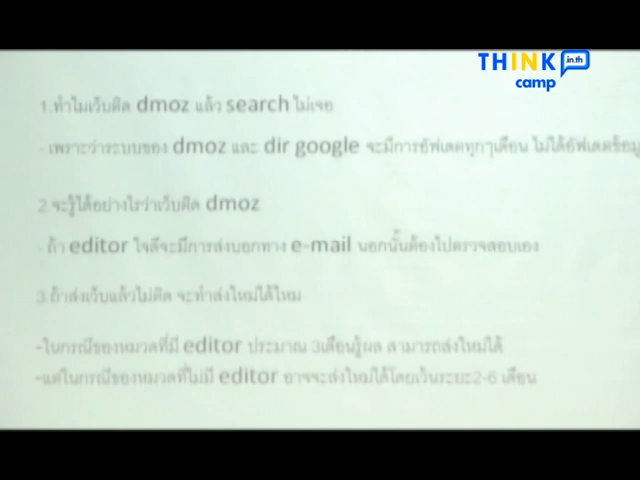 THINK in.th
camp
1.ทำไมเว็บติด dmoz แล้ว search ไม่เจอ
- เพราะว่าระบบของ dmoz และ dir google จะมีการอัพเดตทุกๆเดือน ไม่ได้อัพเดตข้อมู
2.จะรู้ได้อย่างไรว่าเว็บติด dmoz
- ถ้า editor ใจดีจะมีการส่งบอกทาง e-mail นอกนั้นต้องไปตรวจสอบเอง
3.ถ้าส่งเว็บแล้วไม่ติด จะทำส่งใหม่ได้ไหม
-ในกรณีของหมวดที่มี editor ประมาณ 3เดือนรู้ผล สามารถส่งใหม่ได้
-แต่ในกรณีของหมวดที่ไม่มี editor อาจจะส่งใหม่ได้โดยเว้นระยะ2-6 เดือน